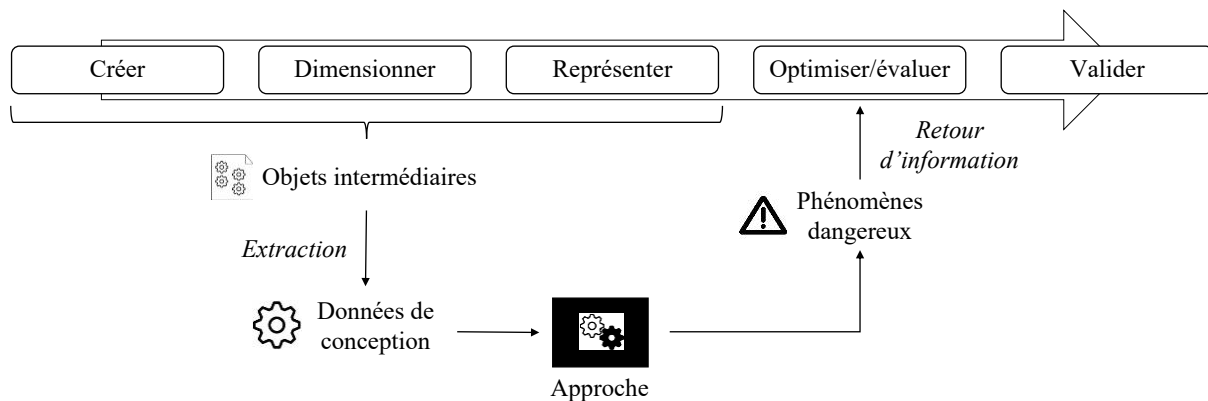 Créer
Dimensionner
Représenter
Optimiser/évaluer
Valider
Retour
d’information
Objets intermédiaires
Phénomènes
dangereux
Extraction
Données de
conception
Approche